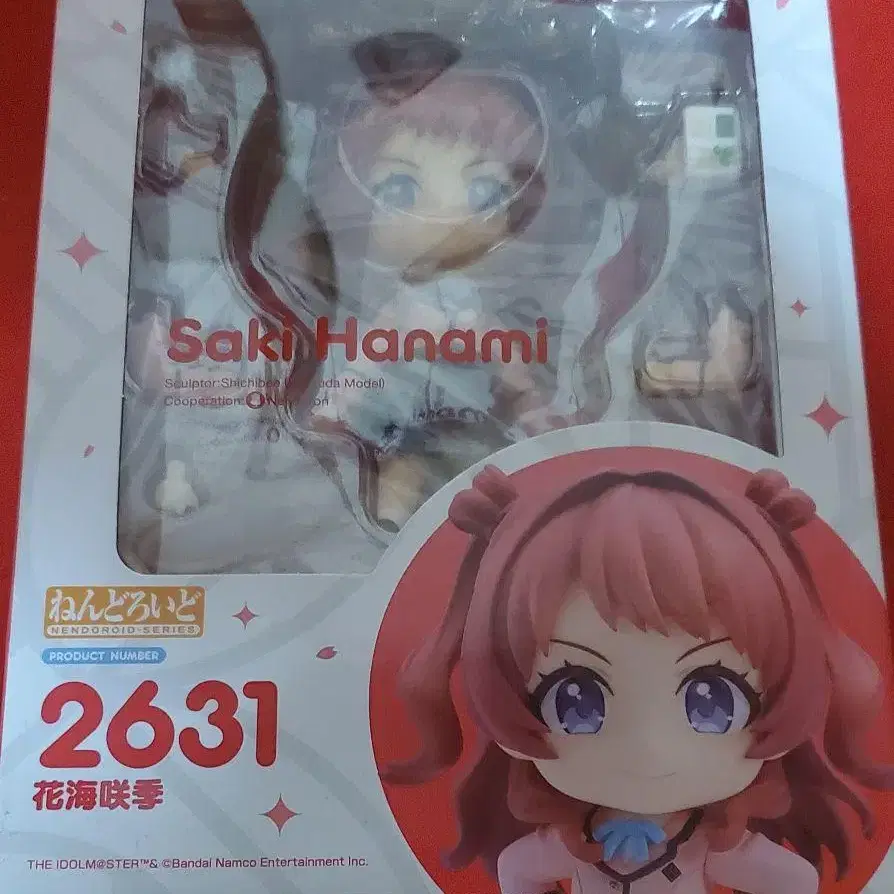 Saki Hanami
Sculptor:Shichibee
Model)
Cooperation:
ねんどろいど
NENDOROID-SERIES
PRODUCT NUMBER
2631
花海咲季
THE IDOLM@STER™& ©Bandai Namco Entertainment Inc.